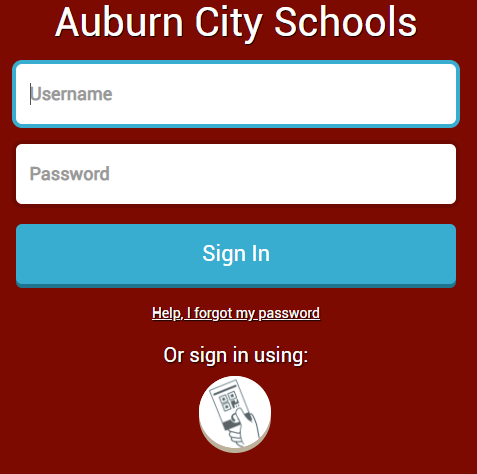 Auburn City Schools
Username
Password
Sign In
Help, I forgot my password
Or sign in using: